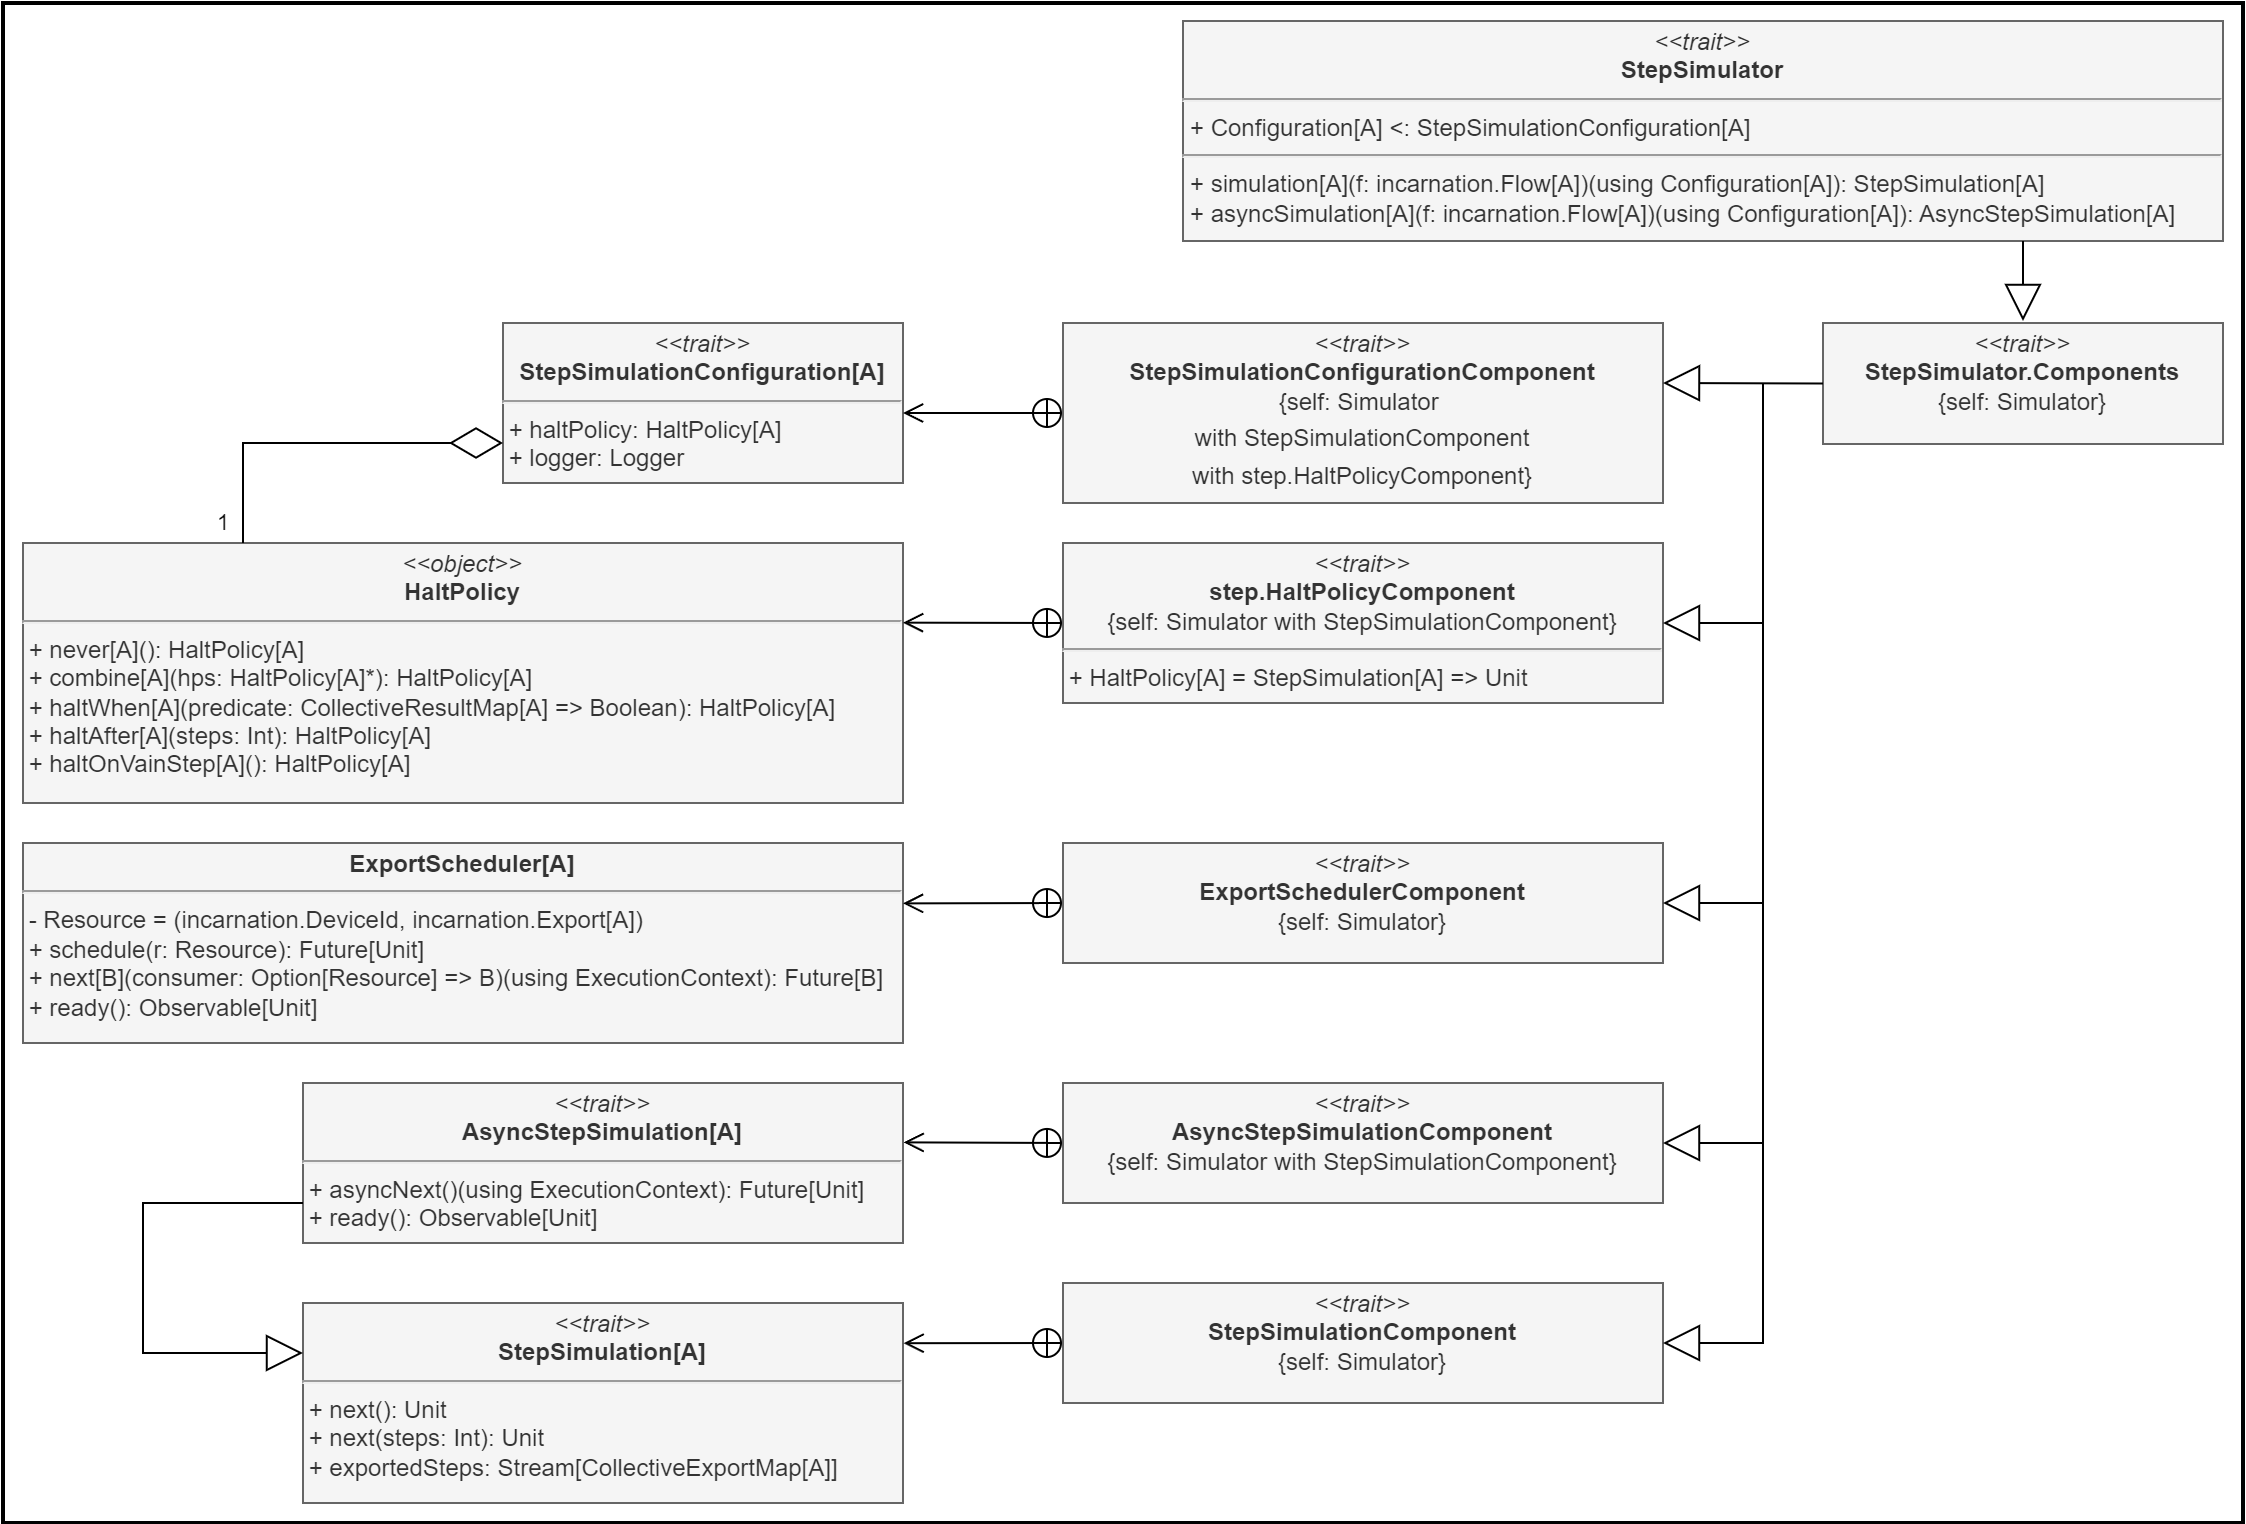 <<trait>>
StepSimulator
+ Configuration[A] <: StepSimulationConfiguration[A]
+ simulation[A](f: incarnation.Flow[A])(using Configuration[A]): StepSimulation[A]
+ asyncSimulation[A](f: incarnation.Flow[A])(using Configuration[A]): AsyncStepSimulation[A]
<<trait>>
StepSimulationConfiguration[A]
+ haltPolicy: HaltPolicy[A]
+ logger: Logger
<<trait>>
StepSimulationConfigurationComponent
{self: Simulator
with StepSimulationComponent
with step.HaltPolicyComponent}
<<trait>>
StepSimulator.Components
{self: Simulator}
1
<<object>>
HaltPolicy
+ never[A](): HaltPolicy[A]
+ combine[A](hps: HaltPolicy[A]*): HaltPolicy[A]
+ haltWhen[A](predicate: CollectiveResultMap[A] => Boolean): HaltPolicy[A]
+ haltAfter[A](steps: Int): HaltPolicy[A]
+ haltOnVainStep[A](): HaltPolicy[A]
<<trait>>
step.HaltPolicyComponent
{self: Simulator with StepSimulationComponent}
+ HaltPolicy[A] = StepSimulation[A] => Unit
ExportScheduler[A]
- Resource = (incarnation.DeviceId, incarnation.Export[A])
+ schedule(r: Resource): Future[Unit]
+ next[B](consumer: Option[Resource] => B)(using ExecutionContext): Future[B]
+ ready(): Observable[Unit]
<<trait>>
ExportSchedulerComponent
{self: Simulator}
<<trait>>
AsyncStepSimulation[A]
+ asyncNext()(using ExecutionContext): Future[Unit]
+ ready(): Observable[Unit]
<<trait>>
AsyncStepSimulationComponent
{self: Simulator with StepSimulationComponent}
<<trait>>
StepSimulation[A]
+ next(): Unit
+ next(steps: Int): Unit
+ exportedSteps: Stream[CollectiveExportMap[A]]
<<trait>>
StepSimulationComponent
{self: Simulator}